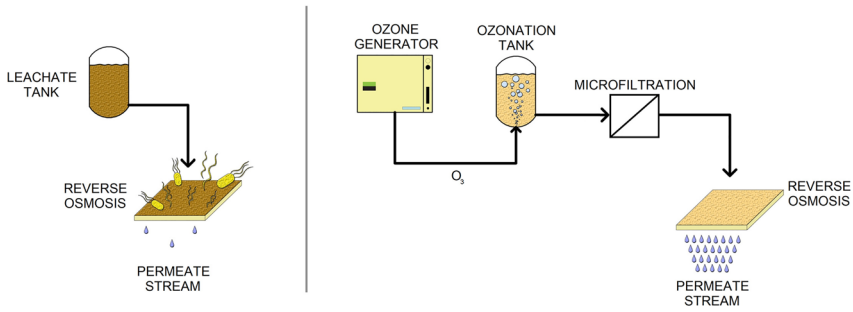 LEACHATE
TANK
REVERSE
OSMOSIS
PERMEATE
STREAM
OZONE
GENERATOR
OZONATION
TANK
MICROFILTRATION
O₃
REVERSE
OSMOSIS
PERMEATE
STREAM